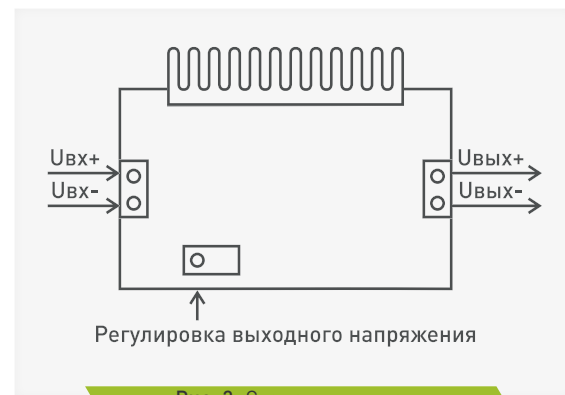 Uвх+
Uвх-
Uвых+
Uвых-
Регулировка выходного напряжения